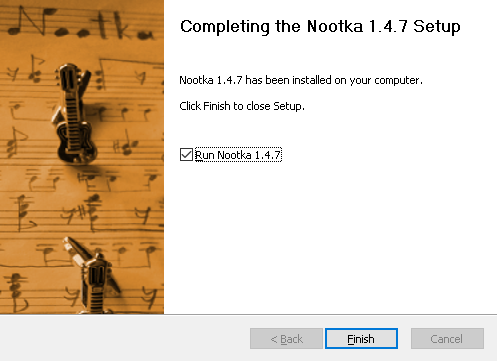 Nootka
Completing the Nootka 1.4.7 Setup
Nootka 1.4.7 has been installed on your computer.
Click Finish to close Setup.
Run Nootka 1.4.7
< Back
Finish
Cancel